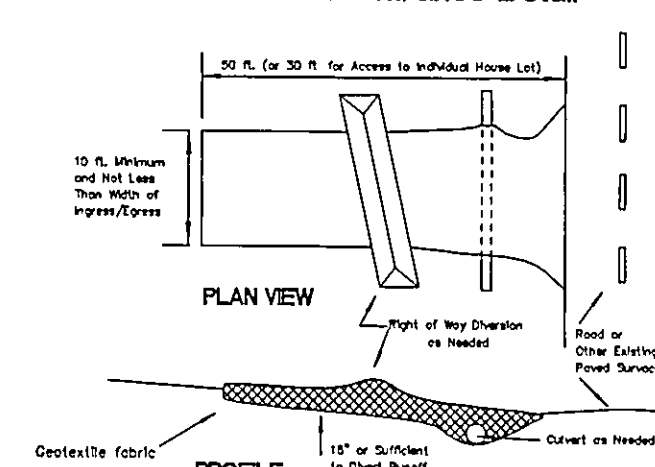 50 ft. (or 30 ft for Access to Individual House Lot)
10 ft. Minimum
and Not Less
Than Width of
Ingress/Egress
PLAN VIEW
Right of Way Diversion
as Needed
Road or
Other Existing
Paved Surfac
Geotextile fabric
18" or Sufficient
to Divert Runoff
Culvert as Needed
PROFILE